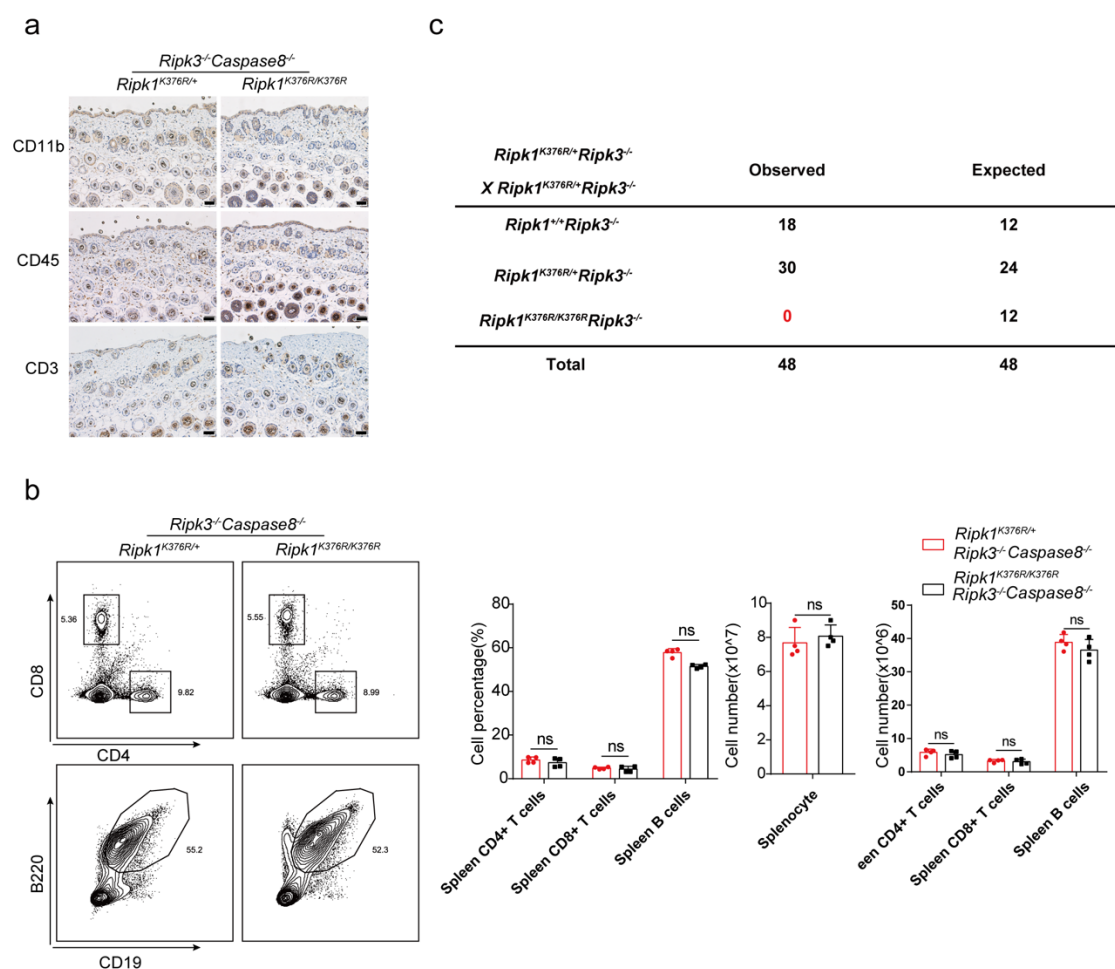 a
Ripk3-/-Caspase8-/-
Ripk1K376R/+ Ripk1K376R/K376R
CD11b
CD45
CD3
c
Ripk1K376R/+Ripk3-/-
X Ripk1K376R/+Ripk3-/- Observed Expected
Ripk1+/+Ripk3-/- 18 12
Ripk1K376R/+Ripk3-/- 30 24
Ripk1K376R/K376RRipk3-/- 0 12
Total 48 48
b
Ripk3-/-Caspase8-/-
Ripk1K376R/+ Ripk1K376R/K376R
5.36
9.82
5.55
8.99
CD8
CD4
55.2
52.3
B220
CD19
Ripk1K376R/+
Ripk3-/-Caspase8-/-
Ripk1K376R/K376R
Ripk3-/-Caspase8-/-
Cell percentage(%)
80
60
40
20
0
ns
ns
ns
Spleen CD4+ T cells
Spleen CD8+ T cells
Spleen B cells
Cell number(x10^7)
10
8
6
4
2
0
ns
Splenocyte
Cell number(x10^6)
50
40
30
20
10
0
ns
ns
ns
een CD4+ T cells
Spleen CD8+ T cells
Spleen B cells